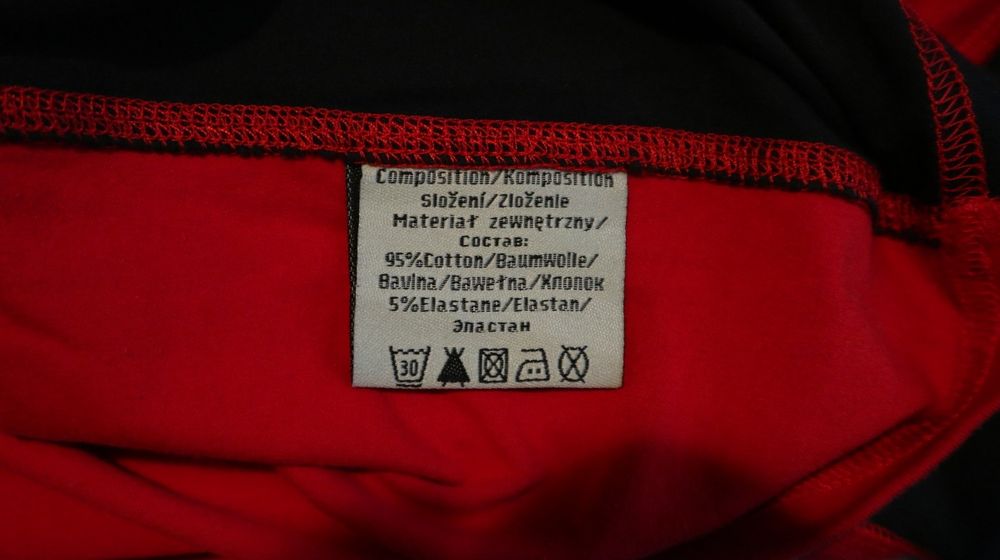 Composition/Komposition
Složení/Zloženie
Materiał zewnętrzny/
Состав:
95%Cotton/Baumwolle/
Bavlna/Bawełna/Хлопок
5%Elastane/Elastan/
Эластан
30